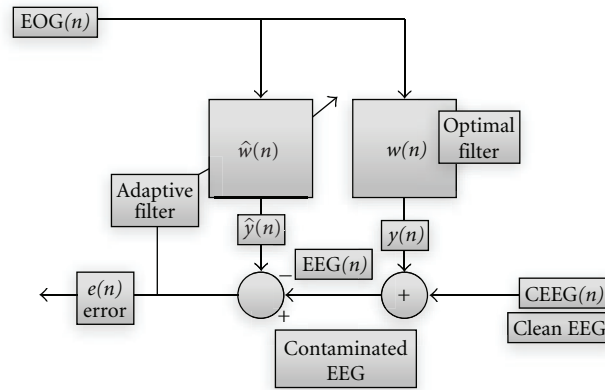 EOG(n)
ŵ(n)
w(n)
Optimal
filter
Adaptive
filter
ŷ(n)
y(n)
−
EEG(n)
+
+
e(n)
error
CEEG(n)
Clean EEG
Contaminated
EEG